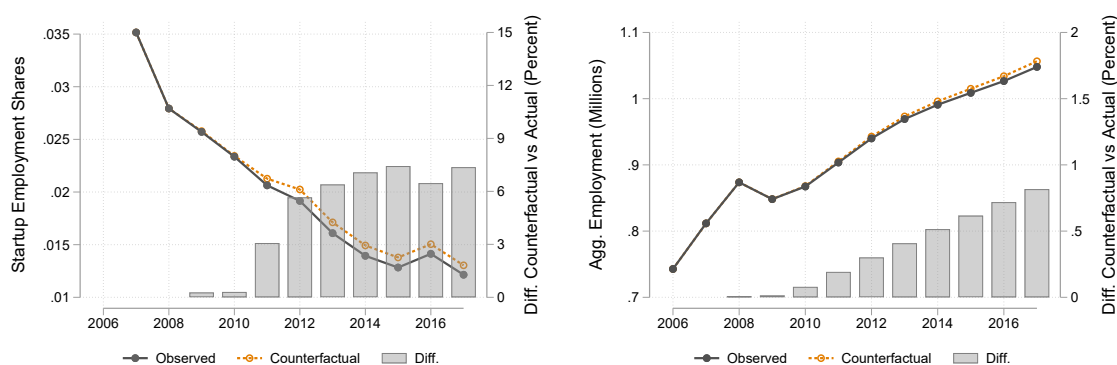 Startup Employment Shares
.035
.03
.025
.02
.015
.01
15
12
9
6
3
0
Diff. Counterfactual vs Actual (Percent)
2006 2008 2010 2012 2014 2016
Observed Counterfactual Diff.
Agg. Employment (Millions)
1.1
1
.9
.8
.7
2
1.5
1
.5
0
Diff. Counterfactual vs Actual (Percent)
2006 2008 2010 2012 2014 2016
Observed Counterfactual Diff.